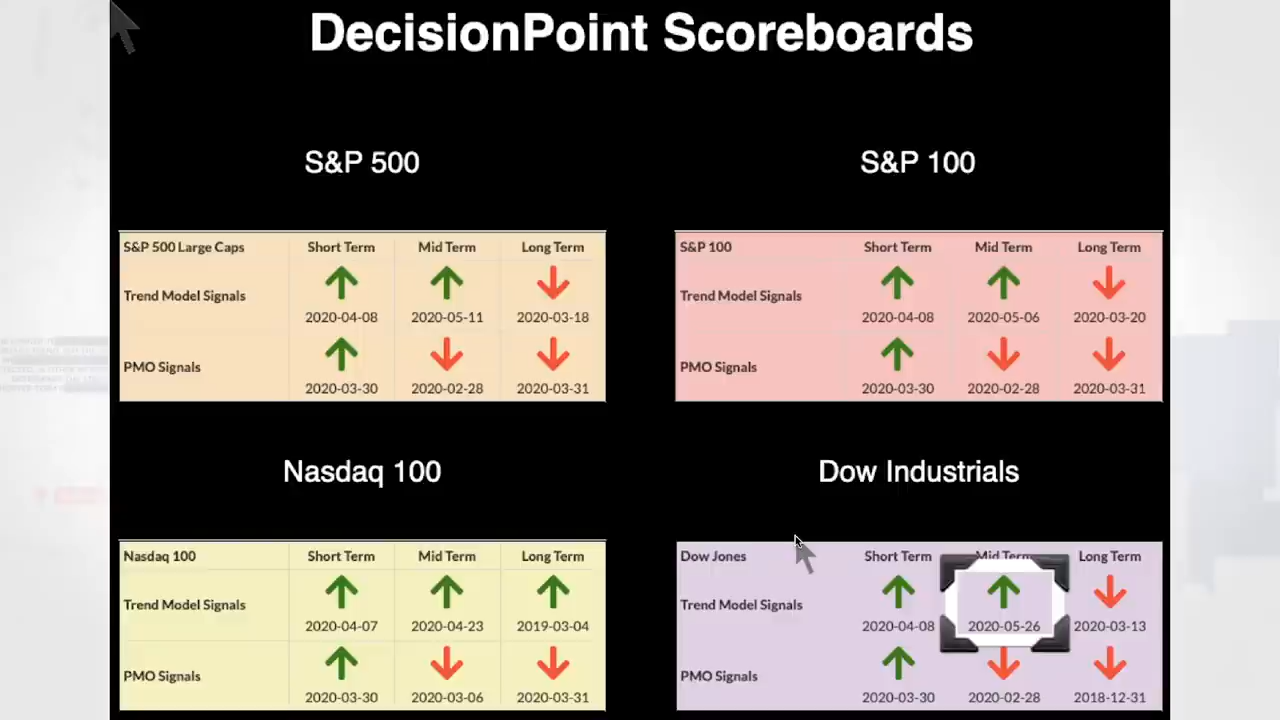 DecisionPoint Scoreboards
S&P 500
S&P 100
S&P 500 Large Caps Short Term Mid Term Long Term
Trend Model Signals
2020-04-08 2020-05-11 2020-03-18
PMO Signals
2020-03-30 2020-02-28 2020-03-31
S&P 100 Short Term Mid Term Long Term
Trend Model Signals
2020-04-08 2020-05-06 2020-03-20
PMO Signals
2020-03-30 2020-02-28 2020-03-31
Nasdaq 100
Dow Industrials
Nasdaq 100 Short Term Mid Term Long Term
Trend Model Signals
2020-04-07 2020-04-23 2019-03-04
PMO Signals
2020-03-30 2020-03-06 2020-03-31
Dow Jones Short Term Mid Term Long Term
Trend Model Signals
2020-04-08 2020-05-26 2020-03-13
PMO Signals
2020-03-30 2020-02-28 2018-12-31